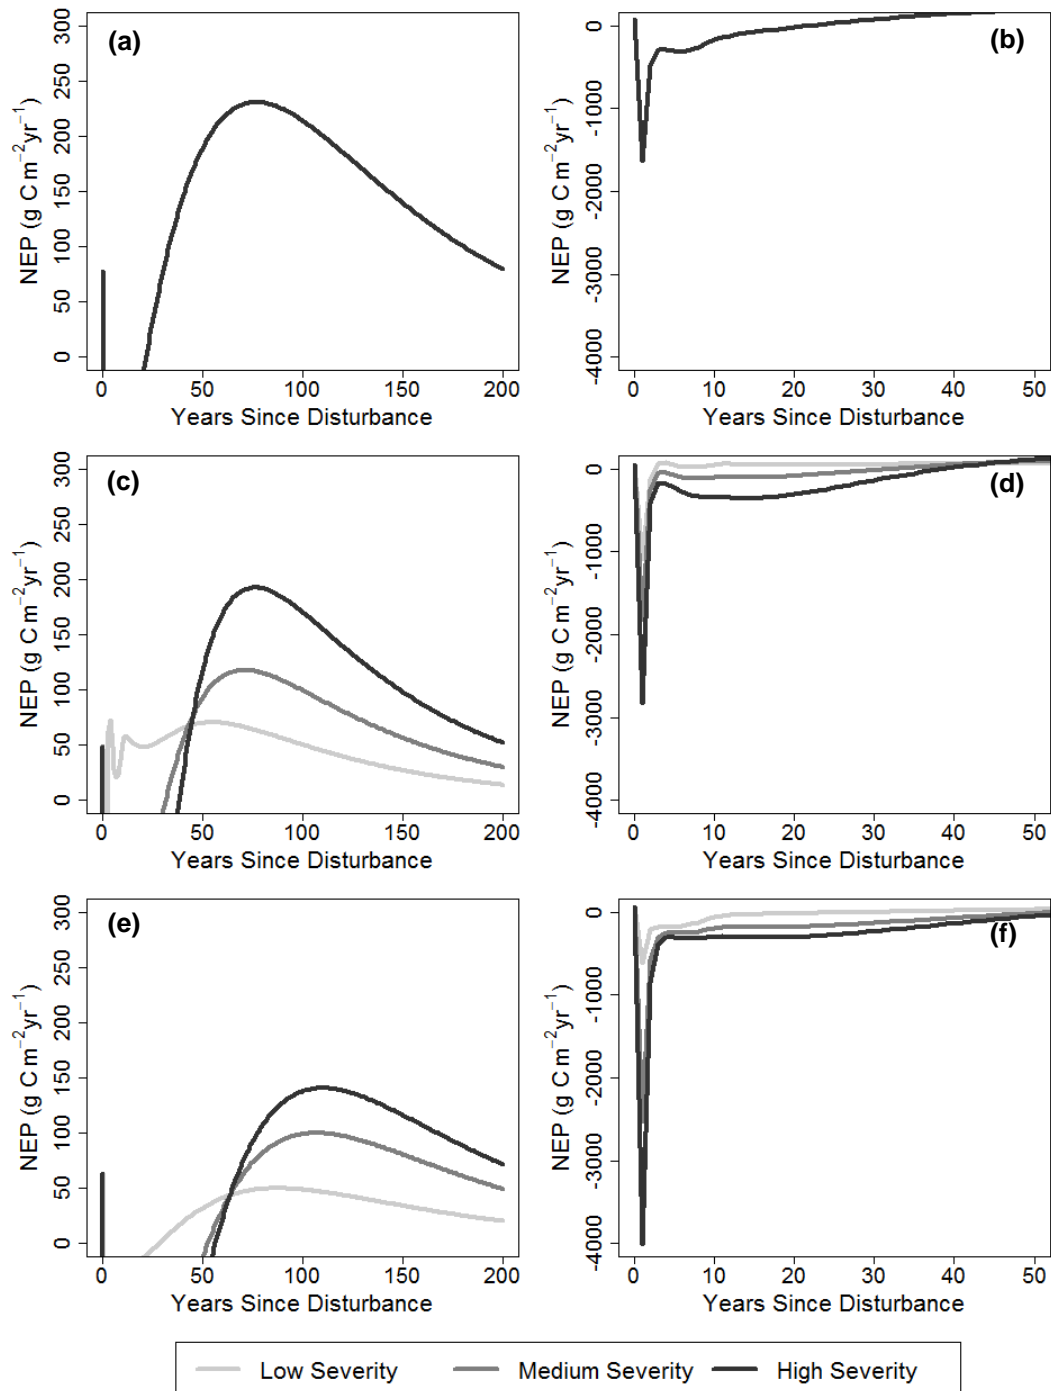 (a)
300
250
200
150
100
50
0
NEP (g C m−2yr−1)
0 50 100 150 200
Years Since Disturbance
(b)
0
-1000
-2000
-3000
-4000
NEP (g C m−2yr−1)
0 10 20 30 40 50
Years Since Disturbance
(c)
300
250
200
150
100
50
0
NEP (g C m−2yr−1)
0 50 100 150 200
Years Since Disturbance
(d)
0
-1000
-2000
-3000
-4000
NEP (g C m−2yr−1)
0 10 20 30 40 50
Years Since Disturbance
(e)
300
250
200
150
100
50
0
NEP (g C m−2yr−1)
0 50 100 150 200
Years Since Disturbance
(f)
0
-1000
-2000
-3000
-4000
NEP (g C m−2yr−1)
0 10 20 30 40 50
Years Since Disturbance
Low Severity Medium Severity High Severity